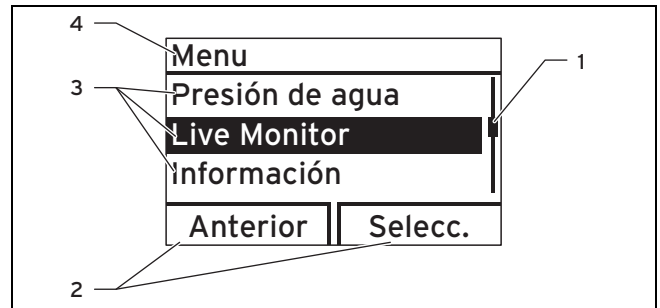 4
Menu
1
3
Presión de agua
Live Monitor
Información
Anterior
Selecc.
2